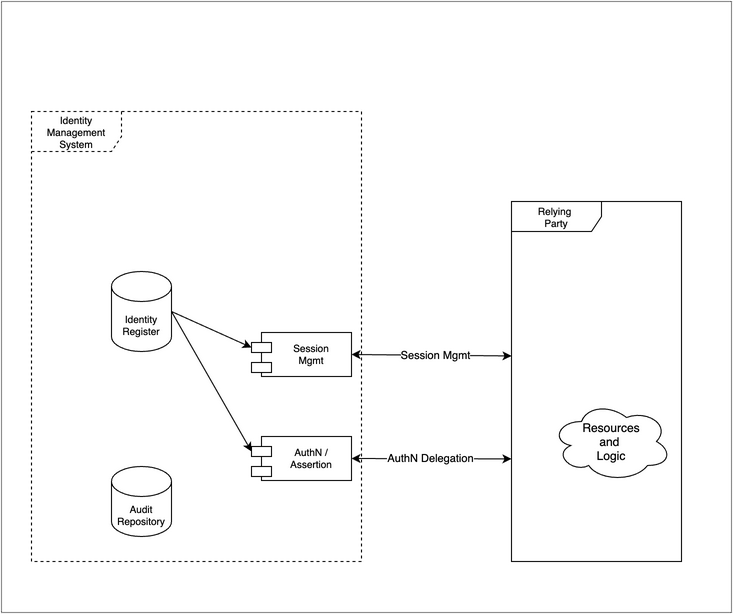 Identity
Management
System
Relying
Party
Identity
Register
Session
Mgmt
Session Mgmt
Resources
and
Logic
AuthN /
Assertion
AuthN Delegation
Audit
Repository